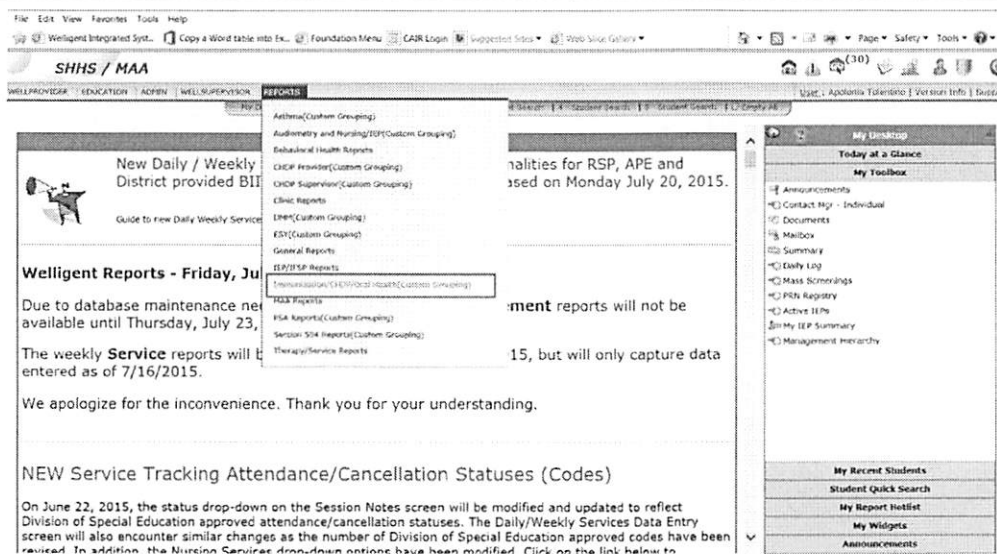 File Edit View Favorites Tools Help
Welligent Integrated Syst... Copy a Word table into Ex... Foundation Menu CAIR Login Suggested Sites Web Slice Gallery Page Safety Tools
SHHS / MAA (30)
WELLPROVIDER EDUCATION ADMIN WELLSUPERVISOR REPORTS User : Apolonia Tolentino | Version Info |
Student Search | Student Search | Empty All
Asthma(Custom Grouping)
Audiometry and Nursing/IEP(Custom Grouping)
Behavioral Health Reports
CHDP Provider(Custom Grouping)
CHDP Supervisor(Custom Grouping)
Clinic Reports
DMH(Custom Grouping)
ESY(Custom Grouping)
General Reports
IEP/IFSP Reports
Immunization/CHDP/Oral Health(Custom Grouping)
MAA Reports
PSA Reports(Custom Grouping)
Section 504 Reports(Custom Grouping)
Therapy/Service Reports
New Daily / Weekly nalities for RSP, APE and
District provided BII ased on Monday July 20, 2015.
Guide to new Daily Weekly Service
Welligent Reports - Friday, Ju
Due to database maintenance nee ement reports will not be
available until Thursday, July 23,
The weekly Service reports will b 15, but will only capture data
entered as of 7/16/2015.
We apologize for the inconvenience. Thank you for your understanding.
NEW Service Tracking Attendance/Cancellation Statuses (Codes)
On June 22, 2015, the status drop-down on the Session Notes screen will be modified and updated to reflect
Division of Special Education approved attendance/cancellation statuses. The Daily/Weekly Services Data Entry
screen will also encounter similar changes as the number of Division of Special Education approved codes have been
revised. In addition, the Nursing Services drop-down options have been modified. Click on the link below to
My Desktop
Today at a Glance
My Toolbox
Announcements
Contact Mgr - Individual
Documents
Mailbox
Summary
Daily Log
Mass Screenings
PRN Registry
Active IEPs
My IEP Summary
Management Hierarchy
My Recent Students
Student Quick Search
My Report Hotlist
My Widgets
Announcements